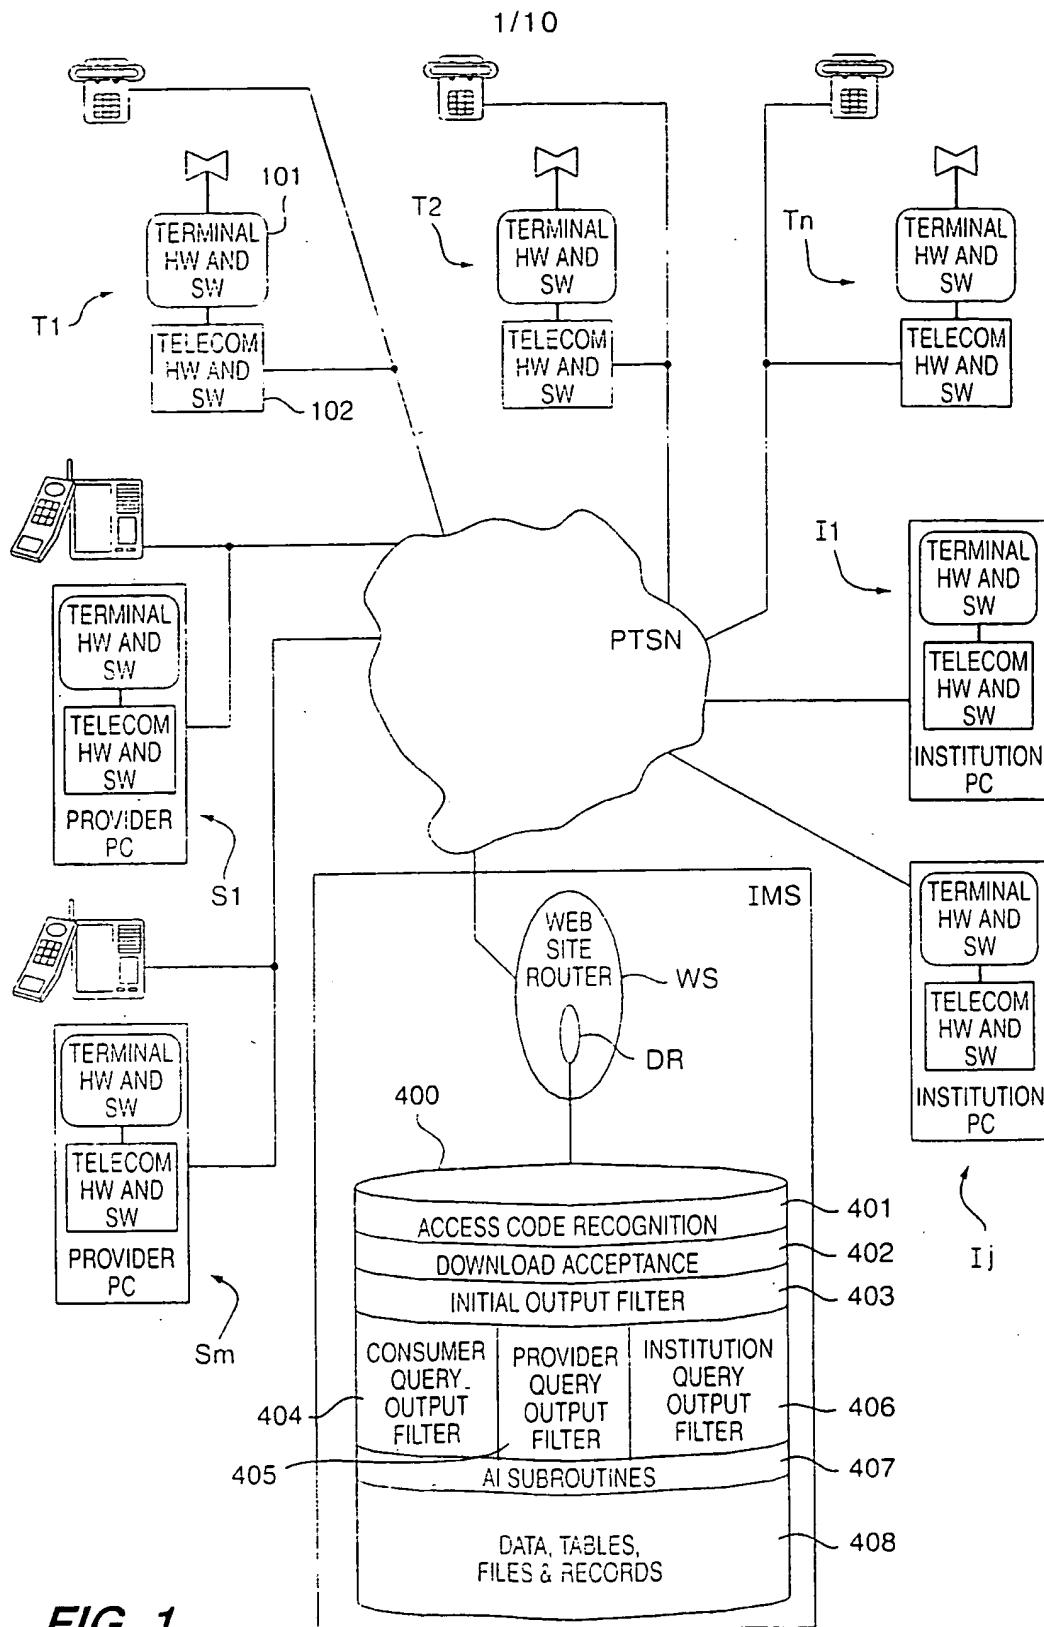 1/10
101
TERMINAL
HW AND
SW
T1
TELECOM
HW AND
SW
102
T2
TERMINAL
HW AND
SW
TELECOM
HW AND
SW
Tn
TERMINAL
HW AND
SW
TELECOM
HW AND
SW
PTSN
TERMINAL
HW AND
SW
TELECOM
HW AND
SW
PROVIDER
PC
S1
I1
TERMINAL
HW AND
SW
TELECOM
HW AND
SW
INSTITUTION
PC
TERMINAL
HW AND
SW
TELECOM
HW AND
SW
PROVIDER
PC
Sm
TERMINAL
HW AND
SW
TELECOM
HW AND
SW
INSTITUTION
PC
Ij
IMS
WEB
SITE
ROUTER
WS
DR
400
ACCESS CODE RECOGNITION
401
DOWNLOAD ACCEPTANCE
402
INITIAL OUTPUT FILTER
403
CONSUMER
QUERY
OUTPUT
FILTER
404
PROVIDER
QUERY
OUTPUT
FILTER
405
INSTITUTION
QUERY
OUTPUT
FILTER
406
AI SUBROUTINES
407
DATA, TABLES,
FILES & RECORDS
408
FIG. 1